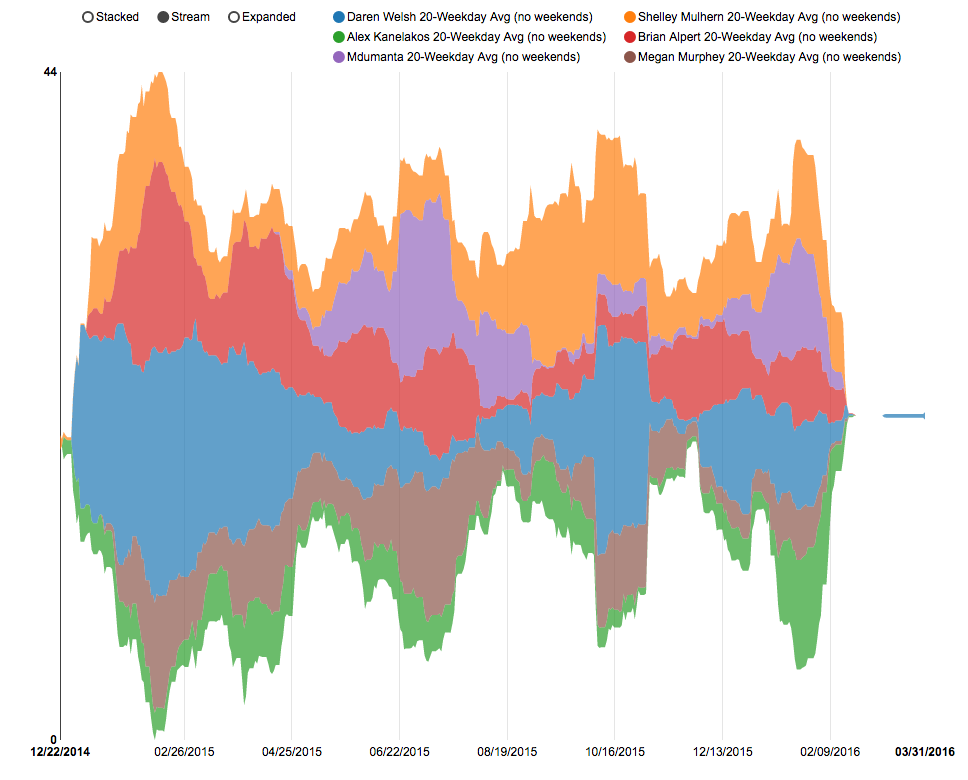 Stacked Stream Expanded Daren Welsh 20-Weekday Avg (no weekends) Shelley Mulhern 20-Weekday Avg (no weekends)
Alex Kanelakos 20-Weekday Avg (no weekends) Brian Alpert 20-Weekday Avg (no weekends)
Mdumanta 20-Weekday Avg (no weekends) Megan Murphey 20-Weekday Avg (no weekends)
44
0
12/22/2014 02/26/2015 04/25/2015 06/22/2015 08/19/2015 10/16/2015 12/13/2015 02/09/2016 03/31/2016